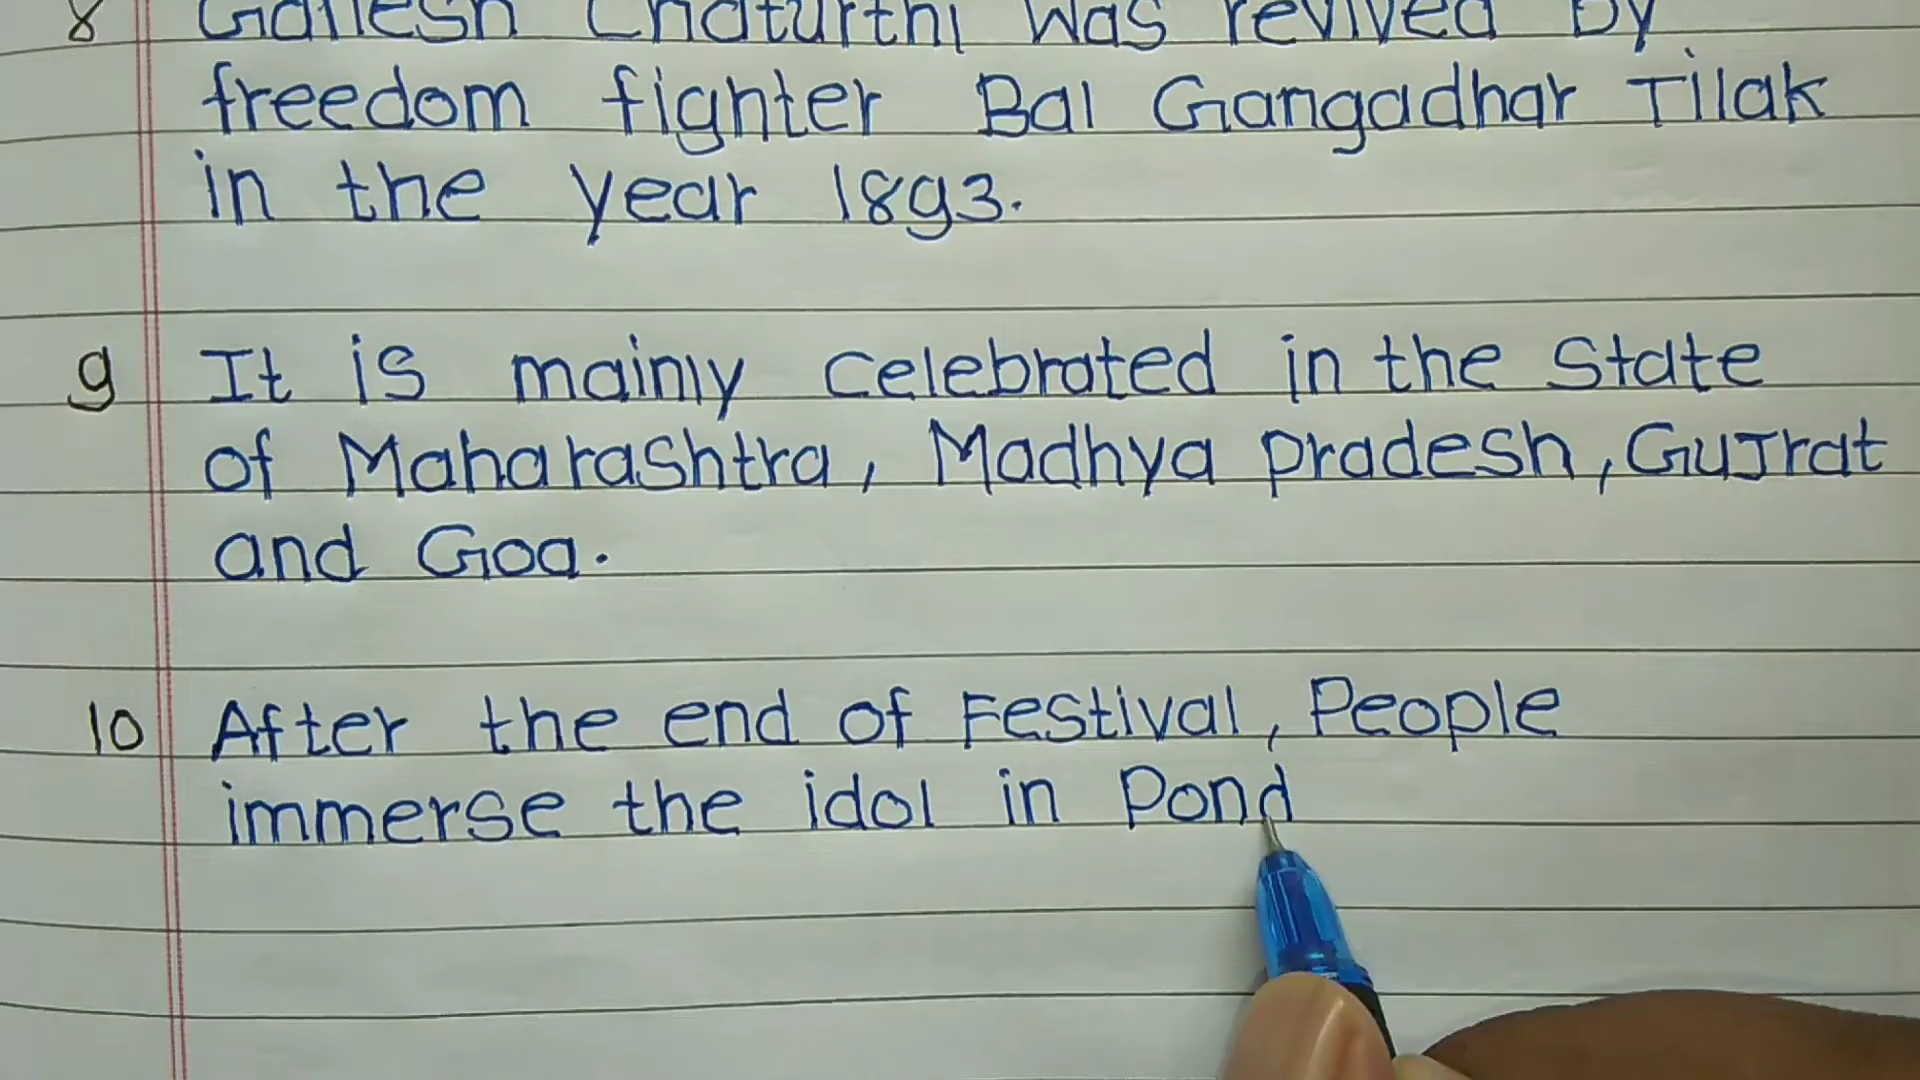 8 Ganesh Chaturthi was revived by
freedom fighter Bal Gangadhar Tilak
in the year 1893.
9 It is mainly celebrated in the State
of Maharashtra, Madhya pradesh, GuJrat
and Goa.
10 After the end of Festival, People
immerse the idol in Pond